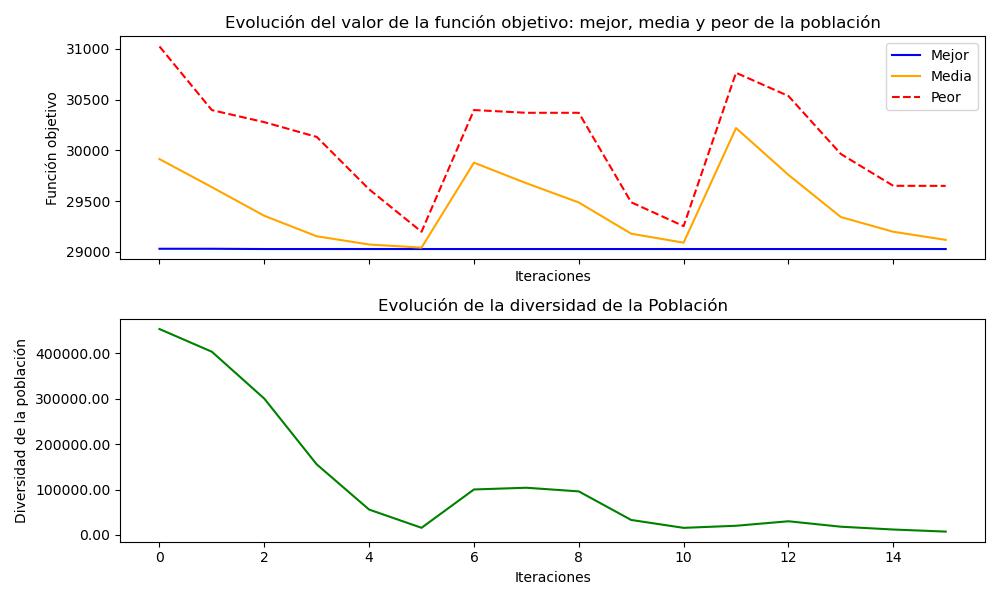 Evolución del valor de la función objetivo: mejor, media y peor de la población
31000
30500
30000
29500
29000
Función objetivo
Mejor
Media
Peor
Iteraciones
Evolución de la diversidad de la Población
400000.00
300000.00
200000.00
100000.00
0.00
Diversidad de la población
0 2 4 6 8 10 12 14
Iteraciones